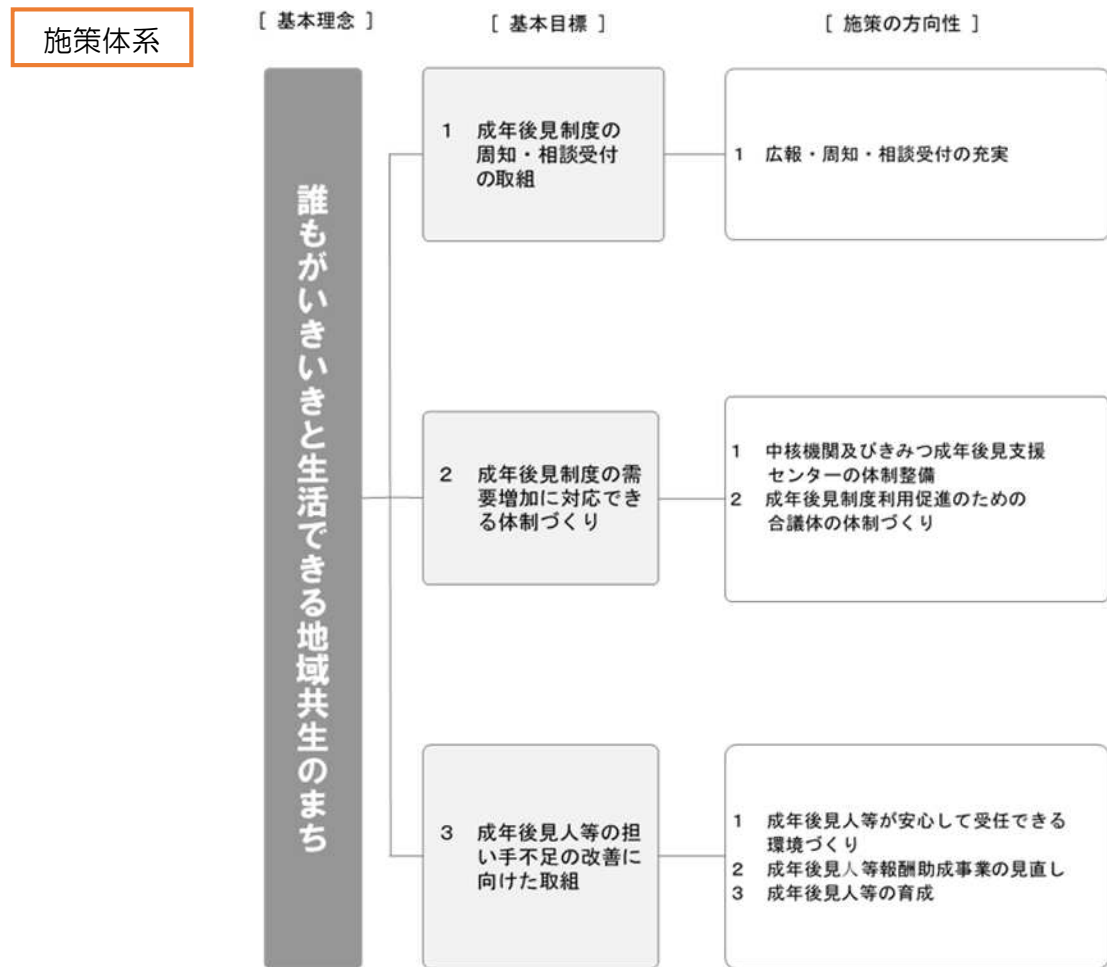 施策体系
[ 基本理念 ]
[ 基本目標 ]
[ 施策の方向性 ]
誰もがいきいきと生活できる地域共生のまち
1 成年後見制度の
周知・相談受付
の取組
1 広報・周知・相談受付の充実
2 成年後見制度の需
要増加に対応でき
る体制づくり
1 中核機関及びきみつ成年後見支援
センターの体制整備
2 成年後見制度利用促進のための
合議体の体制づくり
3 成年後見人等の担
い手不足の改善に
向けた取組
1 成年後見人等が安心して受任できる
環境づくり
2 成年後見人等報酬助成事業の見直し
3 成年後見人等の育成